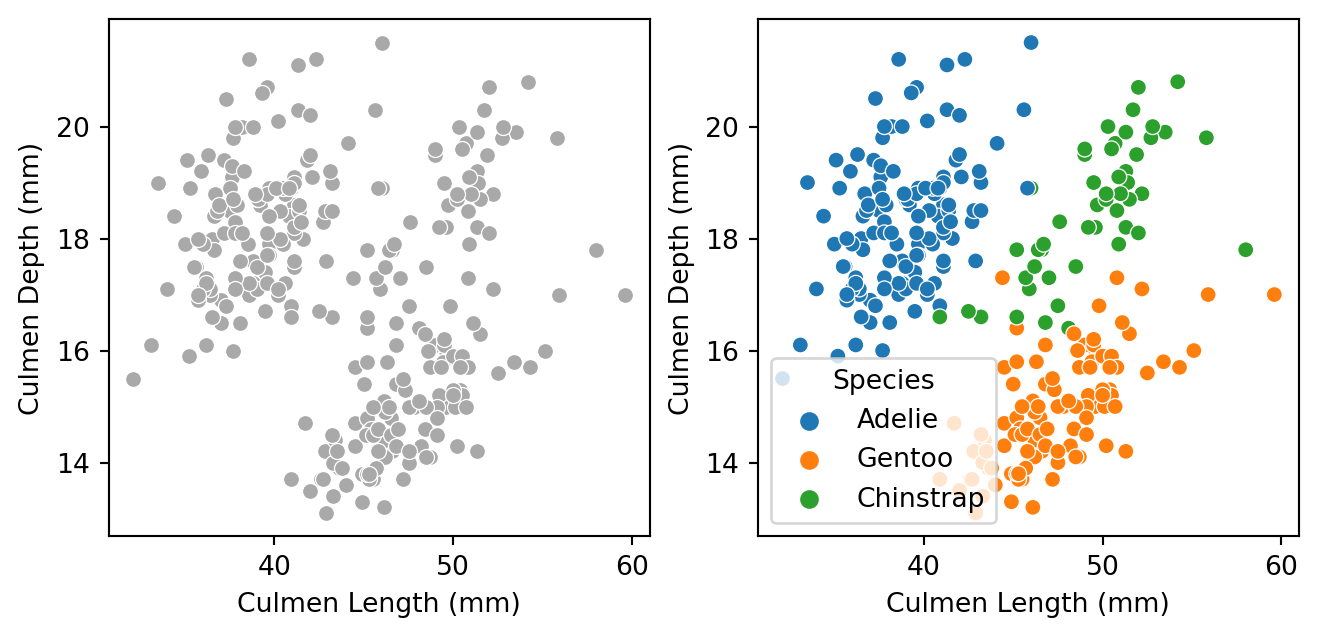 Culmen Depth (mm)
20
18
16
14
40
50
60
Culmen Length (mm)
Culmen Depth (mm)
20
18
16
14
Species
Adelie
Gentoo
Chinstrap
40
50
60
Culmen Length (mm)